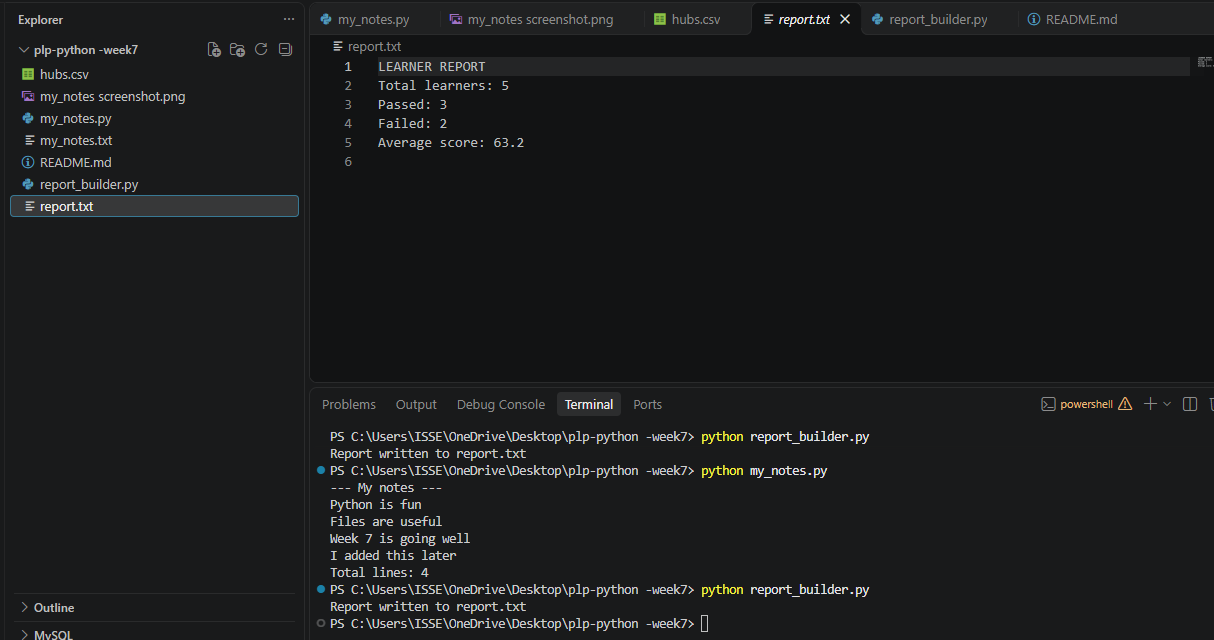 Explorer
plp-python -week7
hubs.csv
my_notes screenshot.png
my_notes.py
my_notes.txt
README.md
report_builder.py
report.txt
Outline
MySQL
my_notes.py
my_notes screenshot.png
hubs.csv
report.txt
report_builder.py
README.md
report.txt
1 LEARNER REPORT
2 Total learners: 5
3 Passed: 3
4 Failed: 2
5 Average score: 63.2
6
Problems Output Debug Console Terminal Ports
powershell
PS C:\Users\ISSE\OneDrive\Desktop\plp-python -week7> python report_builder.py
Report written to report.txt
PS C:\Users\ISSE\OneDrive\Desktop\plp-python -week7> python my_notes.py
--- My notes ---
Python is fun
Files are useful
Week 7 is going well
I added this later
Total lines: 4
PS C:\Users\ISSE\OneDrive\Desktop\plp-python -week7> python report_builder.py
Report written to report.txt
PS C:\Users\ISSE\OneDrive\Desktop\plp-python -week7>